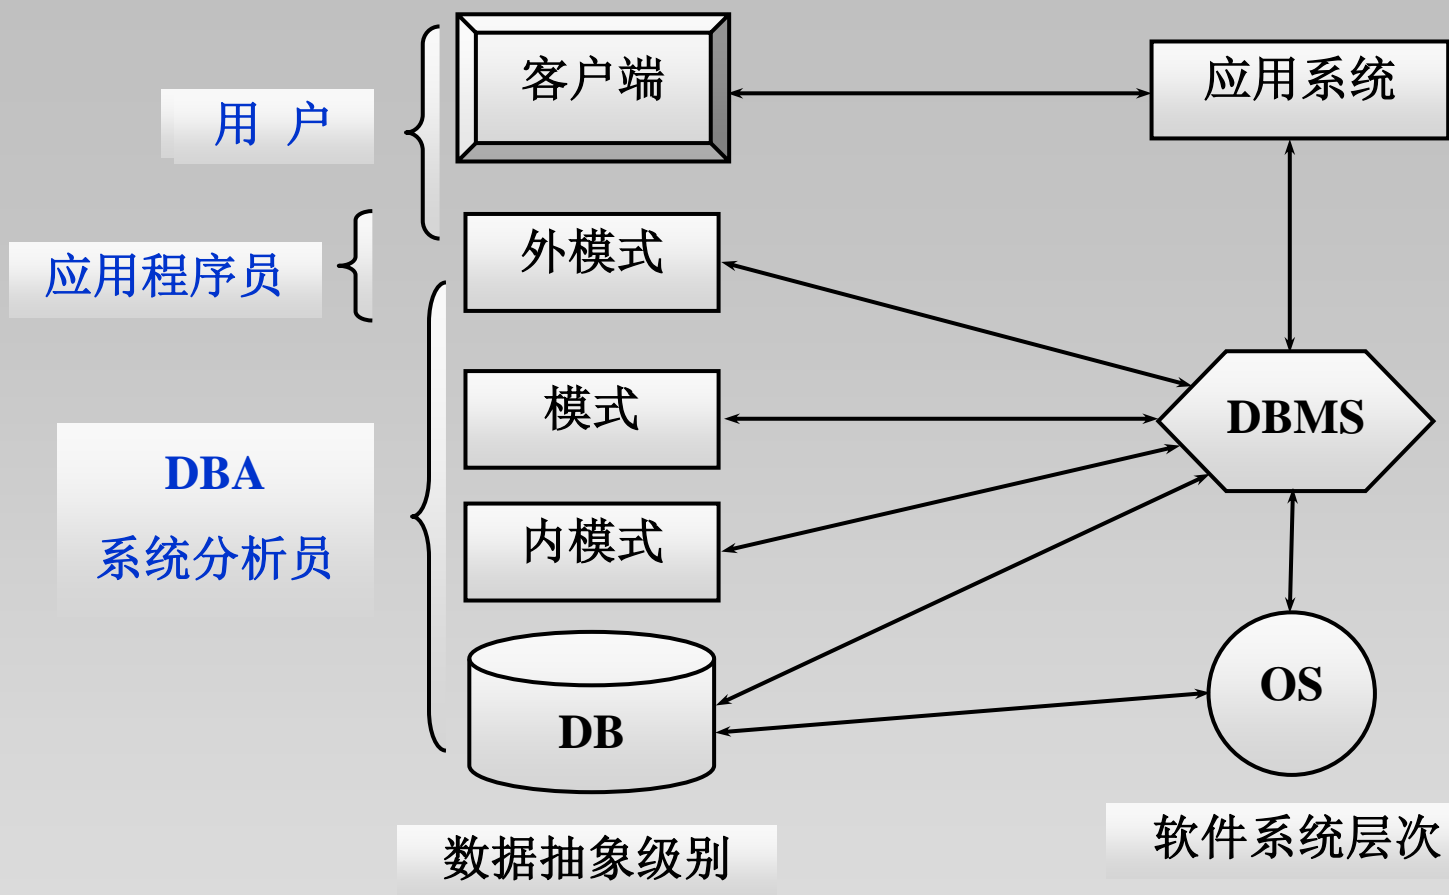 客户端
应用系统
用 户
外模式
应用程序员
模式
DBMS
DBA
系统分析员
内模式
OS
DB
数据抽象级别
软件系统层次